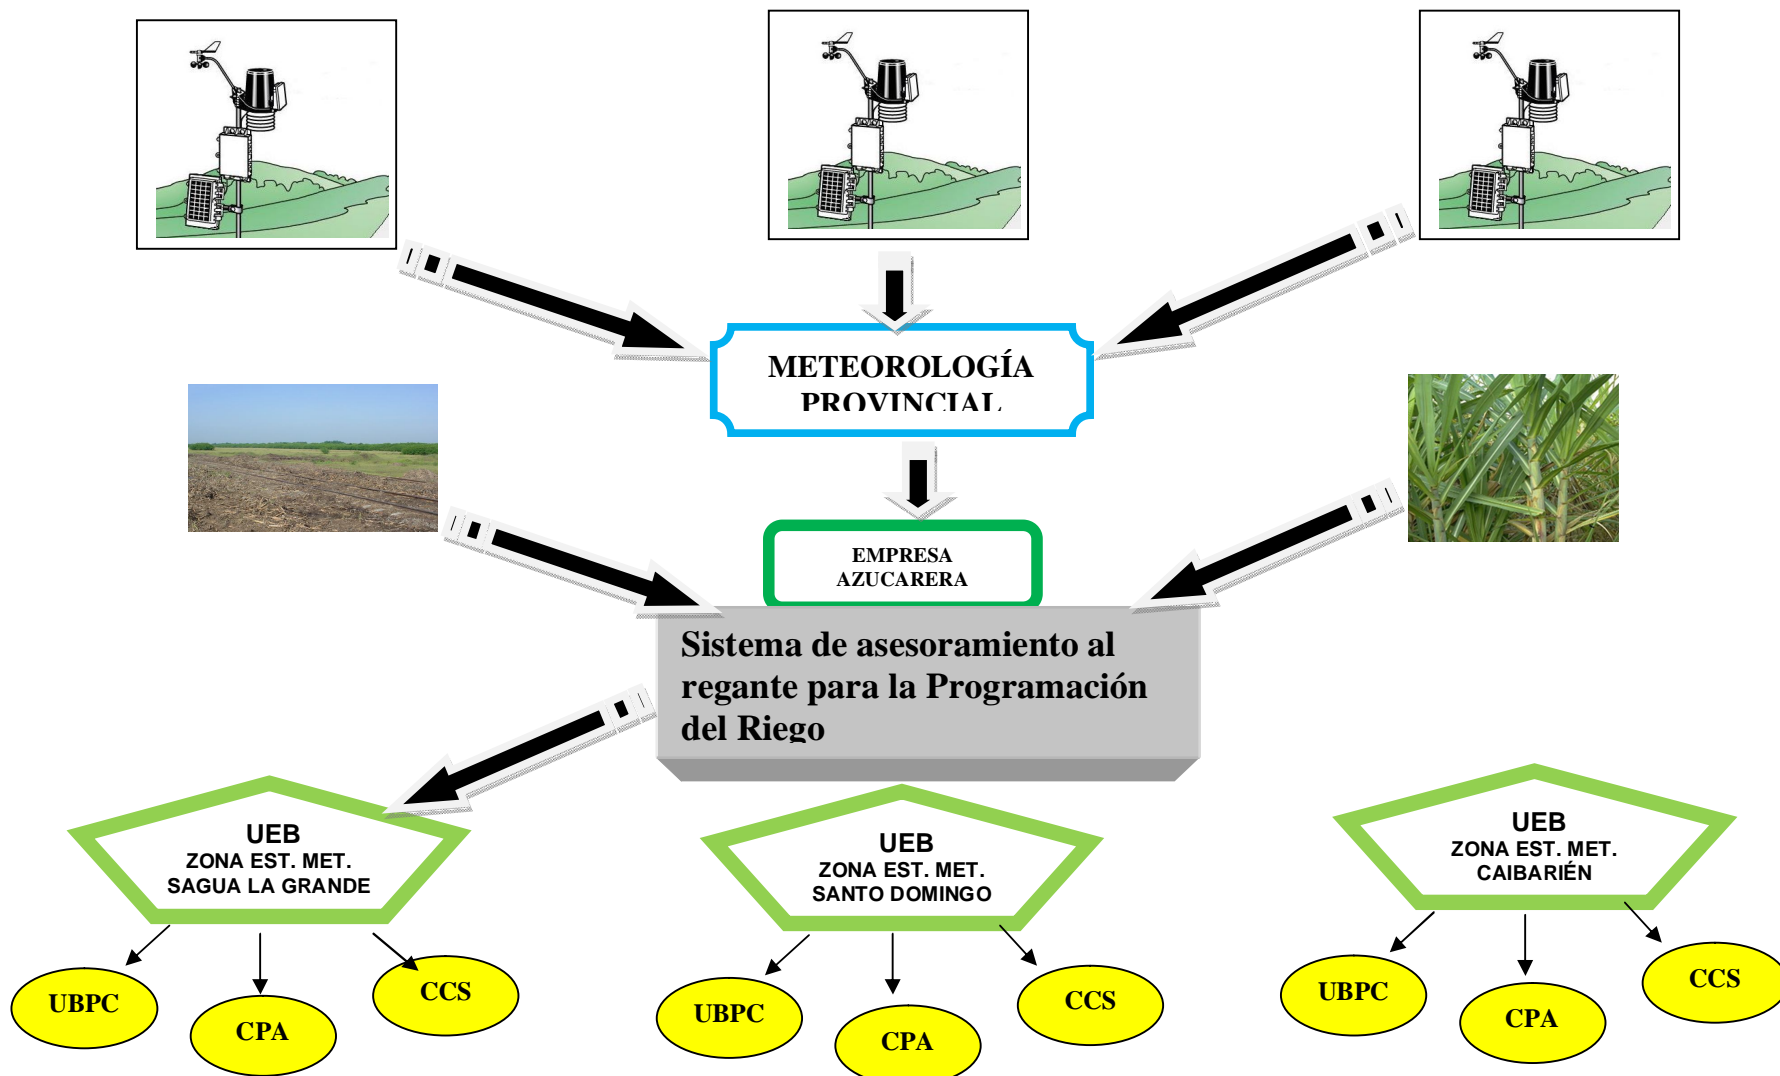 METEOROLOGÍA
PROVINCIAL
EMPRESA
AZUCARERA
Sistema de asesoramiento al
regante para la Programación
del Riego
UEB
ZONA EST. MET.
SAGUA LA GRANDE
UEB
ZONA EST. MET.
SANTO DOMINGO
UEB
ZONA EST. MET.
CAIBARIÉN
UBPC
CPA
CCS
UBPC
CPA
CCS
UBPC
CPA
CCS